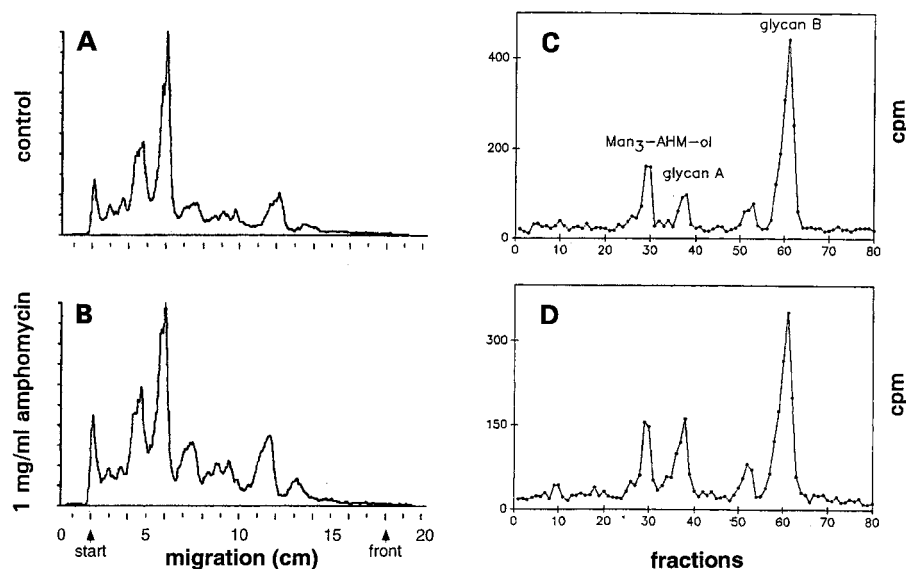 A
control
B
1 mg/ml amphomycin
0 5 10 15 20
start front
migration (cm)
C
glycan B
Man3-AHM-ol
glycan A
400
200
0
cpm
0 10 20 30 40 50 60 70 80
D
300
150
0
cpm
0 10 20 30 40 50 60 70 80
fractions